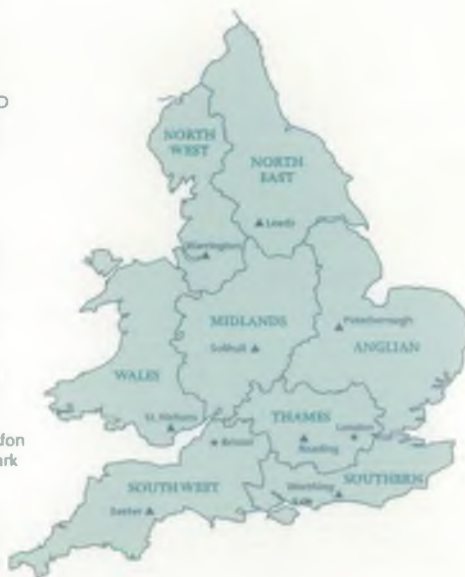 NORTH
WEST
NORTH
EAST
Leeds
Warrington
MIDLANDS
Peterborough
Solihull
ANGLIAN
WALES
St. Mellons
THAMES
London
Bristol
Reading
SOUTHERN
Worthing
SOUTH WEST
Exeter